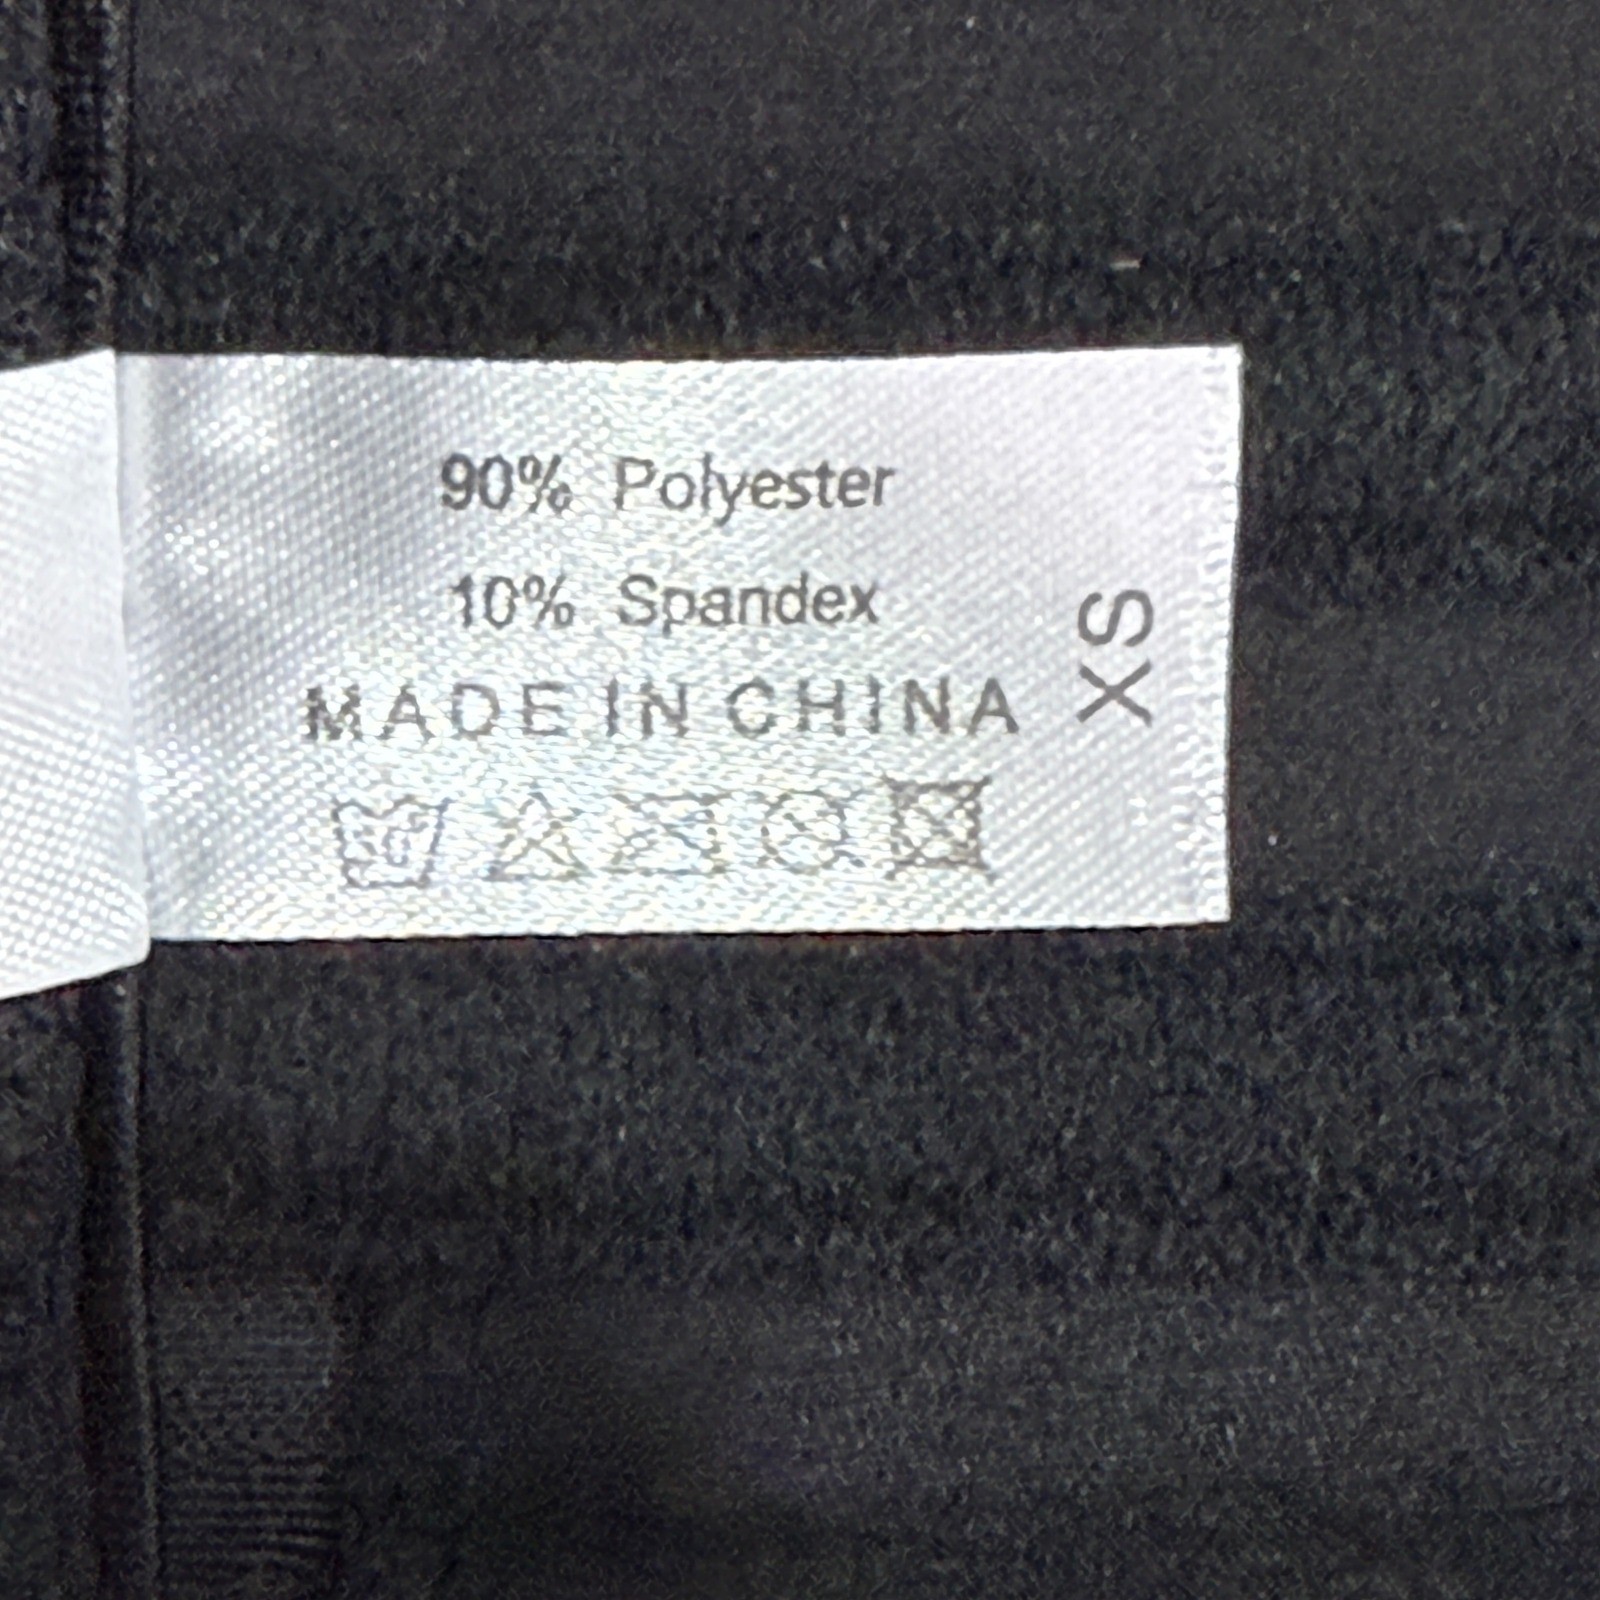 90% Polyester
10% Spandex
MADE IN CHINA
XS